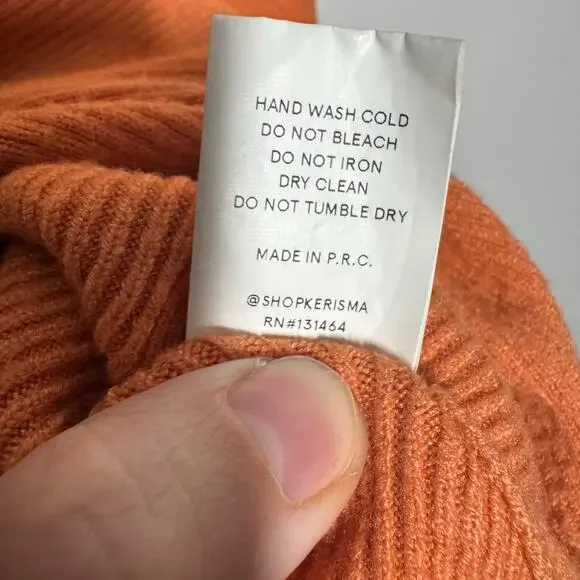 HAND WASH COLD
DO NOT BLEACH
DO NOT IRON
DRY CLEAN
DO NOT TUMBLE DRY
MADE IN P.R.C.
@SHOPKERISMA
RN#131464